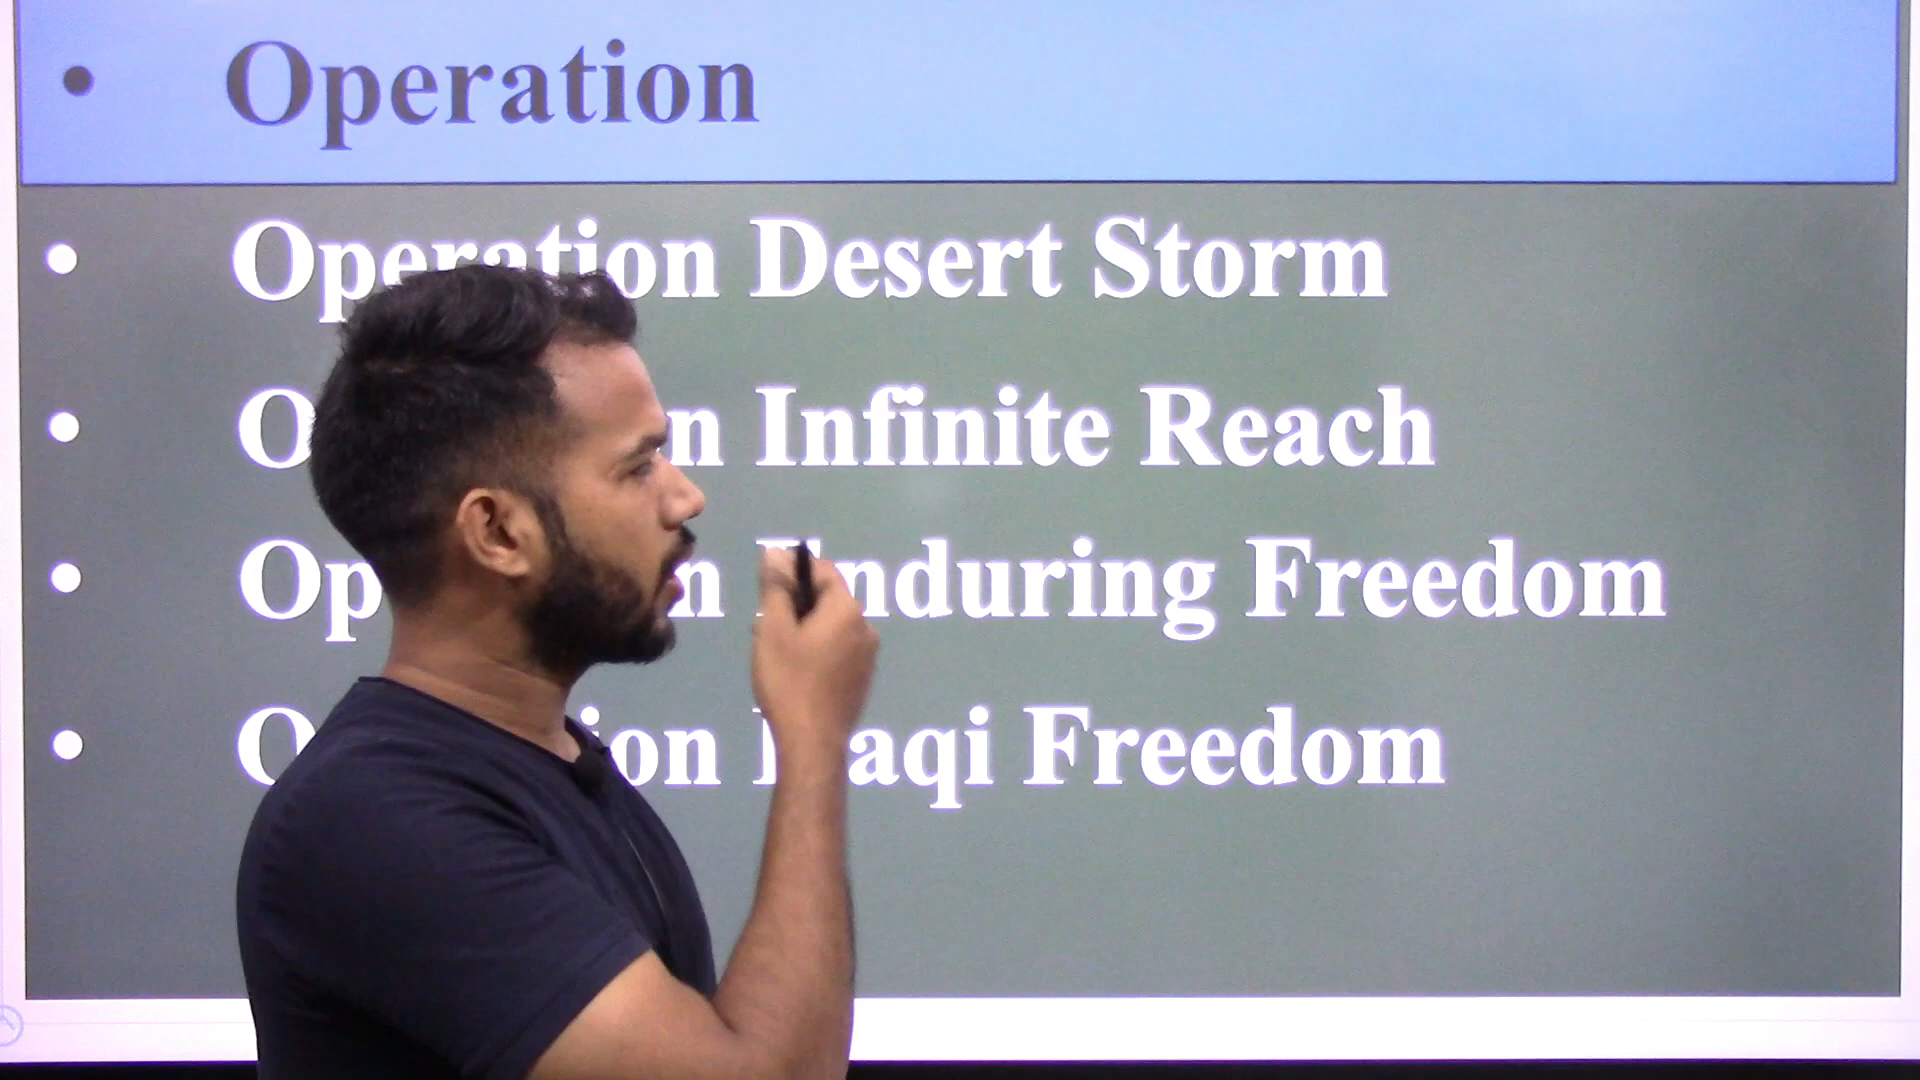 • Operation
• Operation Desert Storm
• Operation Infinite Reach
• Operation Enduring Freedom
• Operation Iraqi Freedom